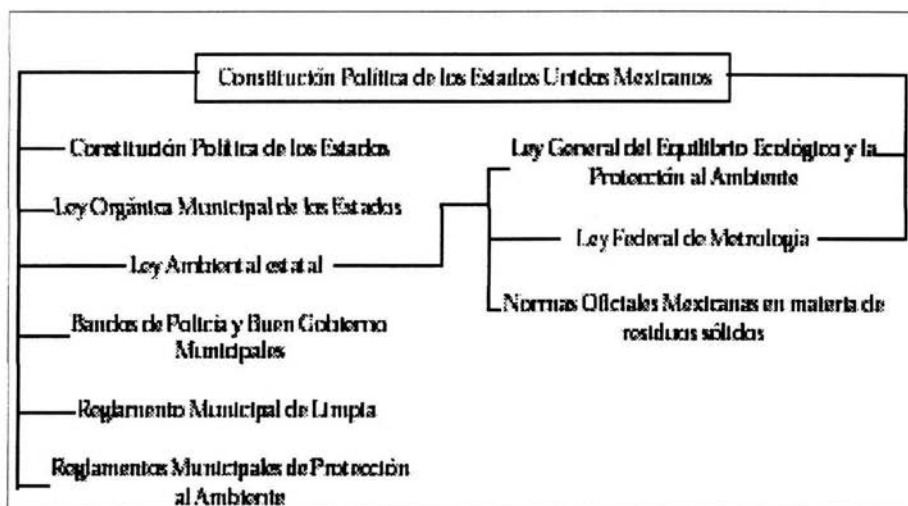 Constitución Política de los Estados Unidos Mexicanos
Constitución Política de los Estados
Ley Orgánica Municipal de los Estados
Ley Ambiental estatal
Bandos de Policía y Buen Gobierno
Municipales
Reglamento Municipal de Limpia
Reglamentos Municipales de Protección
al Ambiente
Ley General del Equilibrio Ecológico y la
Protección al Ambiente
Ley Federal de Metrología
Normas Oficiales Mexicanas en materia de
residuos sólidos